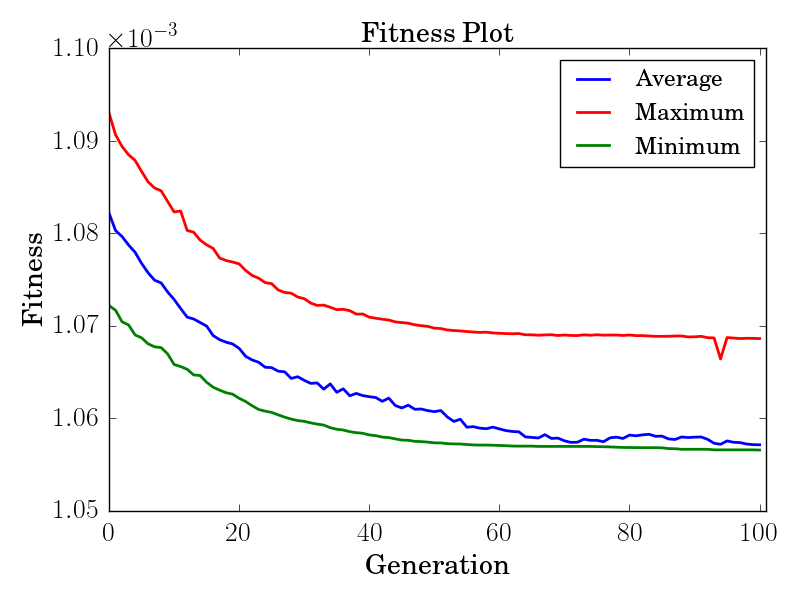 Fitness Plot
×10⁻³
1.10
1.09
1.08
1.07
1.06
1.05
Fitness
Average
Maximum
Minimum
0 20 40 60 80 100
Generation